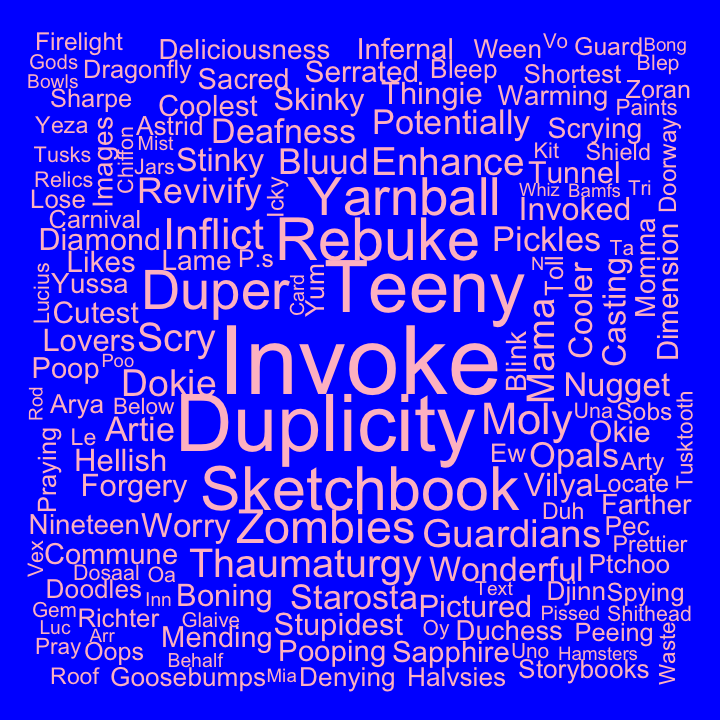 Firelight
Deliciousness
Infernal
Ween
Vo
Guard
Bong
Gods
Dragonfly
Sacred
Serrated
Bleep
Shortest
Blep
Bowls
Sharpe
Coolest
Skinky
Thingie
Warming
Zoran
Paints
Yeza
Images
Chiffon
Astrid
Mist
Deafness
Potentially
Scrying
Doorways
Tusks
Jars
Stinky
Bluud
Enhance
Kit
Shield
Tunnel
Relics
Lose
Revivify
Icky
Yarnball
Whiz
Bamfs
Tri
Invoked
Carnival
Diamond
Inflict
Rebuke
Pickles
Ta
Momma
Dimension
Likes
Lame
P.s
N
Toll
Cooler
Casting
Lucius
Yussa
Duper
Card
Yum
Teeny
Mama
Cutest
Lovers
Scry
Invoke
Blink
Poop
Poo
Dokie
Nugget
Rod
Arya
Below
Duplicity
Moly
Una
Sobs
Tusktooth
Le
Artie
Okie
Praying
Hellish
Ew
Opals
Arty
Forgery
Sketchbook
Vilya
Locate
Nineteen
Worry
Zombies
Guardians
Duh
Farther
Pec
Vex
Commune
Thaumaturgy
Wonderful
Prettier
Ptchoo
Dosaal
Oa
Doodles
Inn
Boning
Starosta
Pictured
Text
Djinn
Spying
Gem
Richter
Glaive
Stupidest
Pissed
Shithead
Luc
Arr
Mending
Oy
Duchess
Peeing
Waste
Pray
Oops
Behalf
Pooping
Sapphire
Uno
Hamsters
Roof
Goosebumps
Mia
Denying
Halvsies
Storybooks